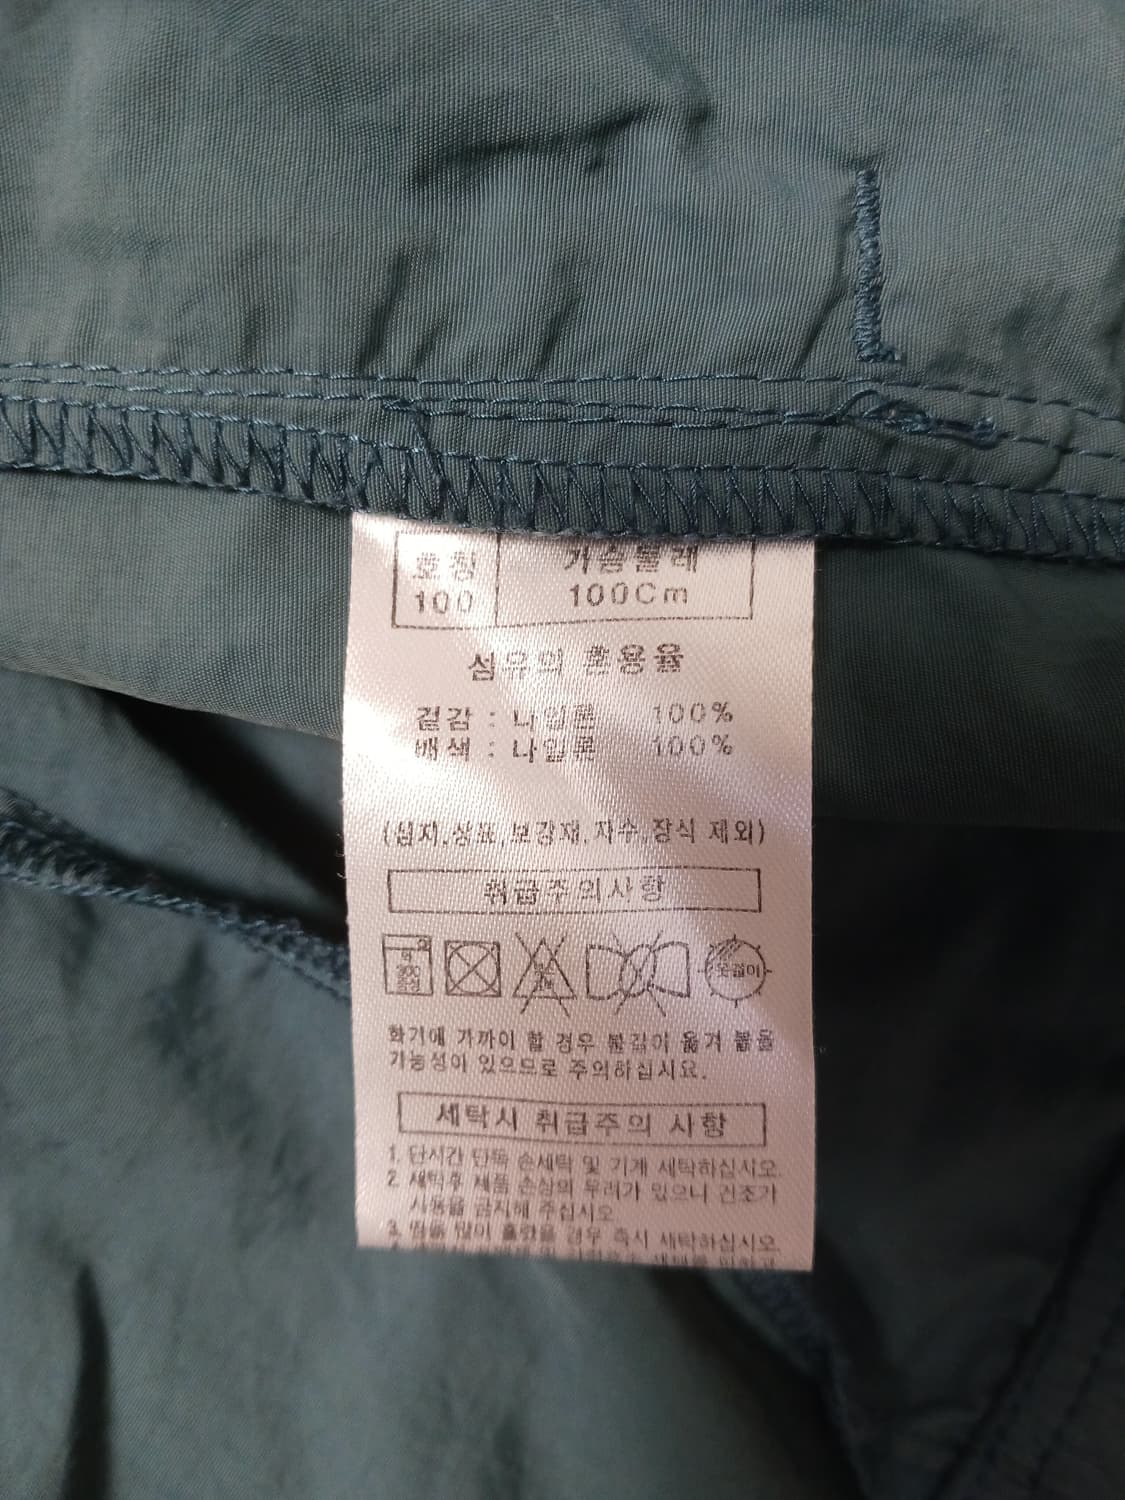 호칭 가슴둘레
100 100Cm
섬유의 혼용율
겉감 : 나일론 100%
배색 : 나일론 100%
(심지,상표,보강재,자수,장식 제외)
취급주의사항
약
30℃
중성
옷걸이
화기에 가까이 할 경우 불길이 옮겨 붙을
가능성이 있으므로 주의하십시요.
세탁시 취급주의 사항
1. 단시간 단독 손세탁 및 기계 세탁하십시오
2. 세탁후 제품 손상의 우려가 있으니 건조기
사용을 금지해 주십시오
3. 땀을 많이 흘렸을 경우 즉시 세탁하십시오